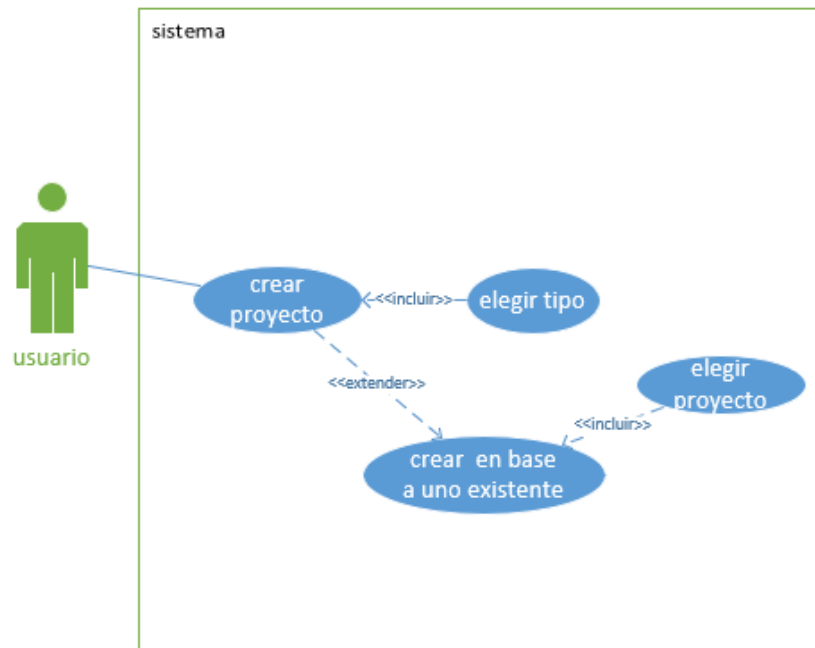 sistema
usuario
crear
proyecto
<<incluir>>
elegir tipo
<<extender>>
elegir
proyecto
<<incluir>>
crear en base
a uno existente